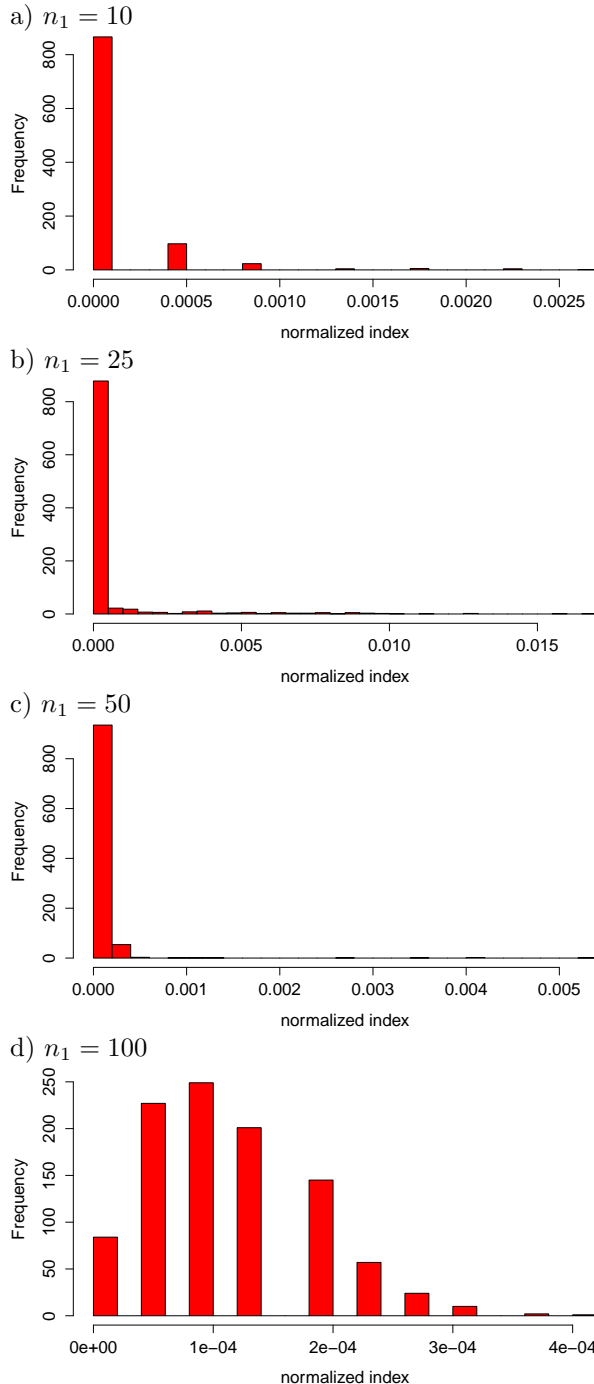 a) n₁ = 10
Frequency
0 200 400 600 800
0.0000 0.0005 0.0010 0.0015 0.0020 0.0025
normalized index
b) n₁ = 25
Frequency
0 200 400 600 800
0.000 0.005 0.010 0.015
normalized index
c) n₁ = 50
Frequency
0 200 400 600 800
0.000 0.001 0.002 0.003 0.004 0.005
normalized index
d) n₁ = 100
Frequency
0 50 100 150 200 250
0e+00 1e-04 2e-04 3e-04 4e-04
normalized index